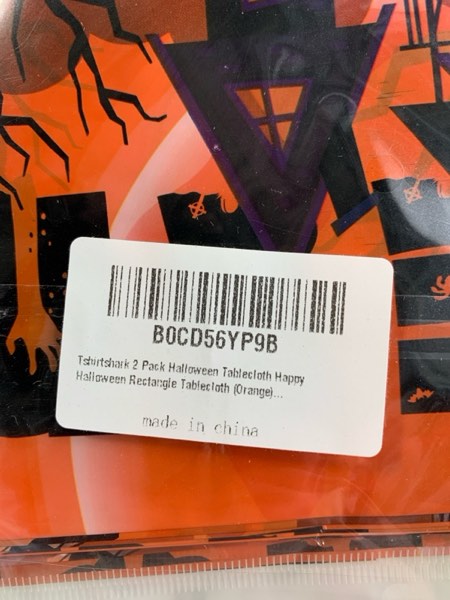 B0CD56YP9B
Tshirtshark 2 Pack Halloween Tablecloth Happy
Halloween Rectangle Tablecloth (Orange)...
made in china